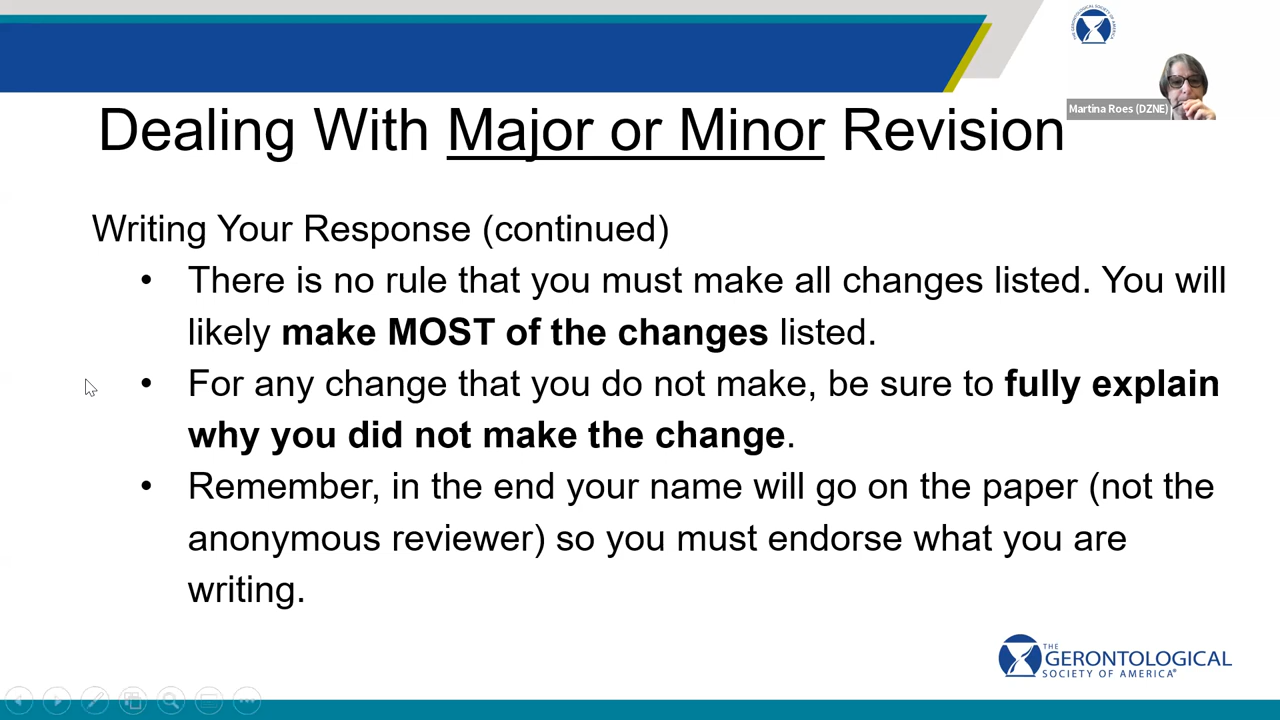 Martina Roes (DZNE)
Dealing With Major or Minor Revision
Writing Your Response (continued)
• There is no rule that you must make all changes listed. You will
likely make MOST of the changes listed.
• For any change that you do not make, be sure to fully explain
why you did not make the change.
• Remember, in the end your name will go on the paper (not the
anonymous reviewer) so you must endorse what you are
writing.
THE
GERONTOLOGICAL
SOCIETY OF AMERICA®